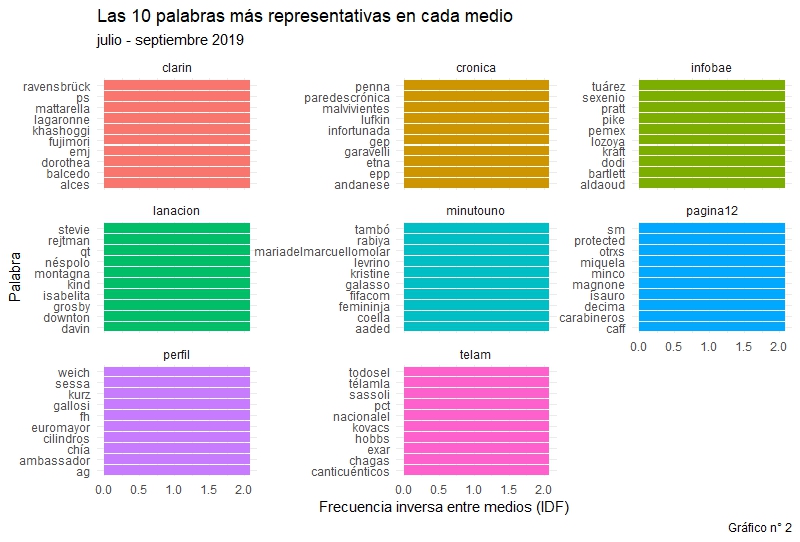 Las 10 palabras más representativas en cada medio
julio - septiembre 2019
clarin
ravensbrück
ps
mattarella
lagaronne
khashoggi
fujimori
emj
dorothea
balcedo
alces
cronica
penna
paredescrónica
malvivientes
lufkin
infortunada
gep
garavelli
etna
epp
andanese
infobae
tuárez
sexenio
pratt
pike
pemex
lozoya
kraft
dodi
bartlett
aldaoud
lanacion
stevie
rejtman
qt
néspolo
montagna
kind
isabelita
grosby
downton
davin
minutouno
tambó
rabiya
mariadelmarcuellomolar
levrino
kristine
galasso
fifacom
femininja
coella
aaded
pagina12
sm
protected
otrxs
miquela
minco
magnone
isauro
decima
carabineros
caff
0.0 0.5 1.0 1.5 2.0
perfil
weich
sessa
kurz
gallosi
fh
euromayor
cilindros
chía
ambassador
ag
0.0 0.5 1.0 1.5 2.0
telam
todosel
télamla
sassoli
pct
nacionalel
kovacs
hobbs
exar
chagas
canticuénticos
0.0 0.5 1.0 1.5 2.0
Palabra
Frecuencia inversa entre medios (IDF)
Gráfico n° 2